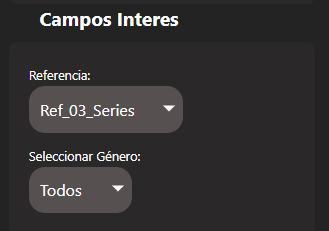 Campos Interes
Referencia:
Ref_03_Series
Seleccionar Género:
Todos